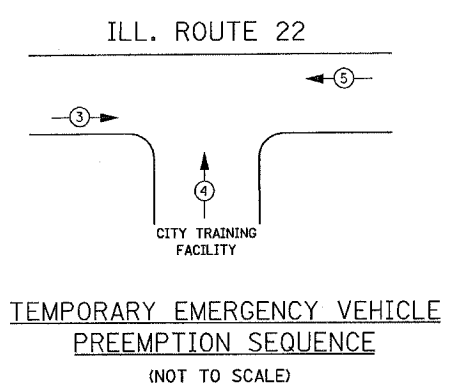 ILL. ROUTE 22
5
3
4
CITY TRAINING
FACILITY
TEMPORARY EMERGENCY VEHICLE
PREEMPTION SEQUENCE
(NOT TO SCALE)